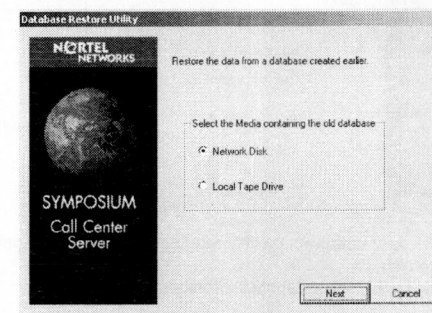 Database Restore Utility
NORTEL
NETWORKS
SYMPOSIUM
Call Center
Server
Restore the data from a database created earlier.
Select the Media containing the old database
Network Disk
Local Tape Drive
Next
Cancel